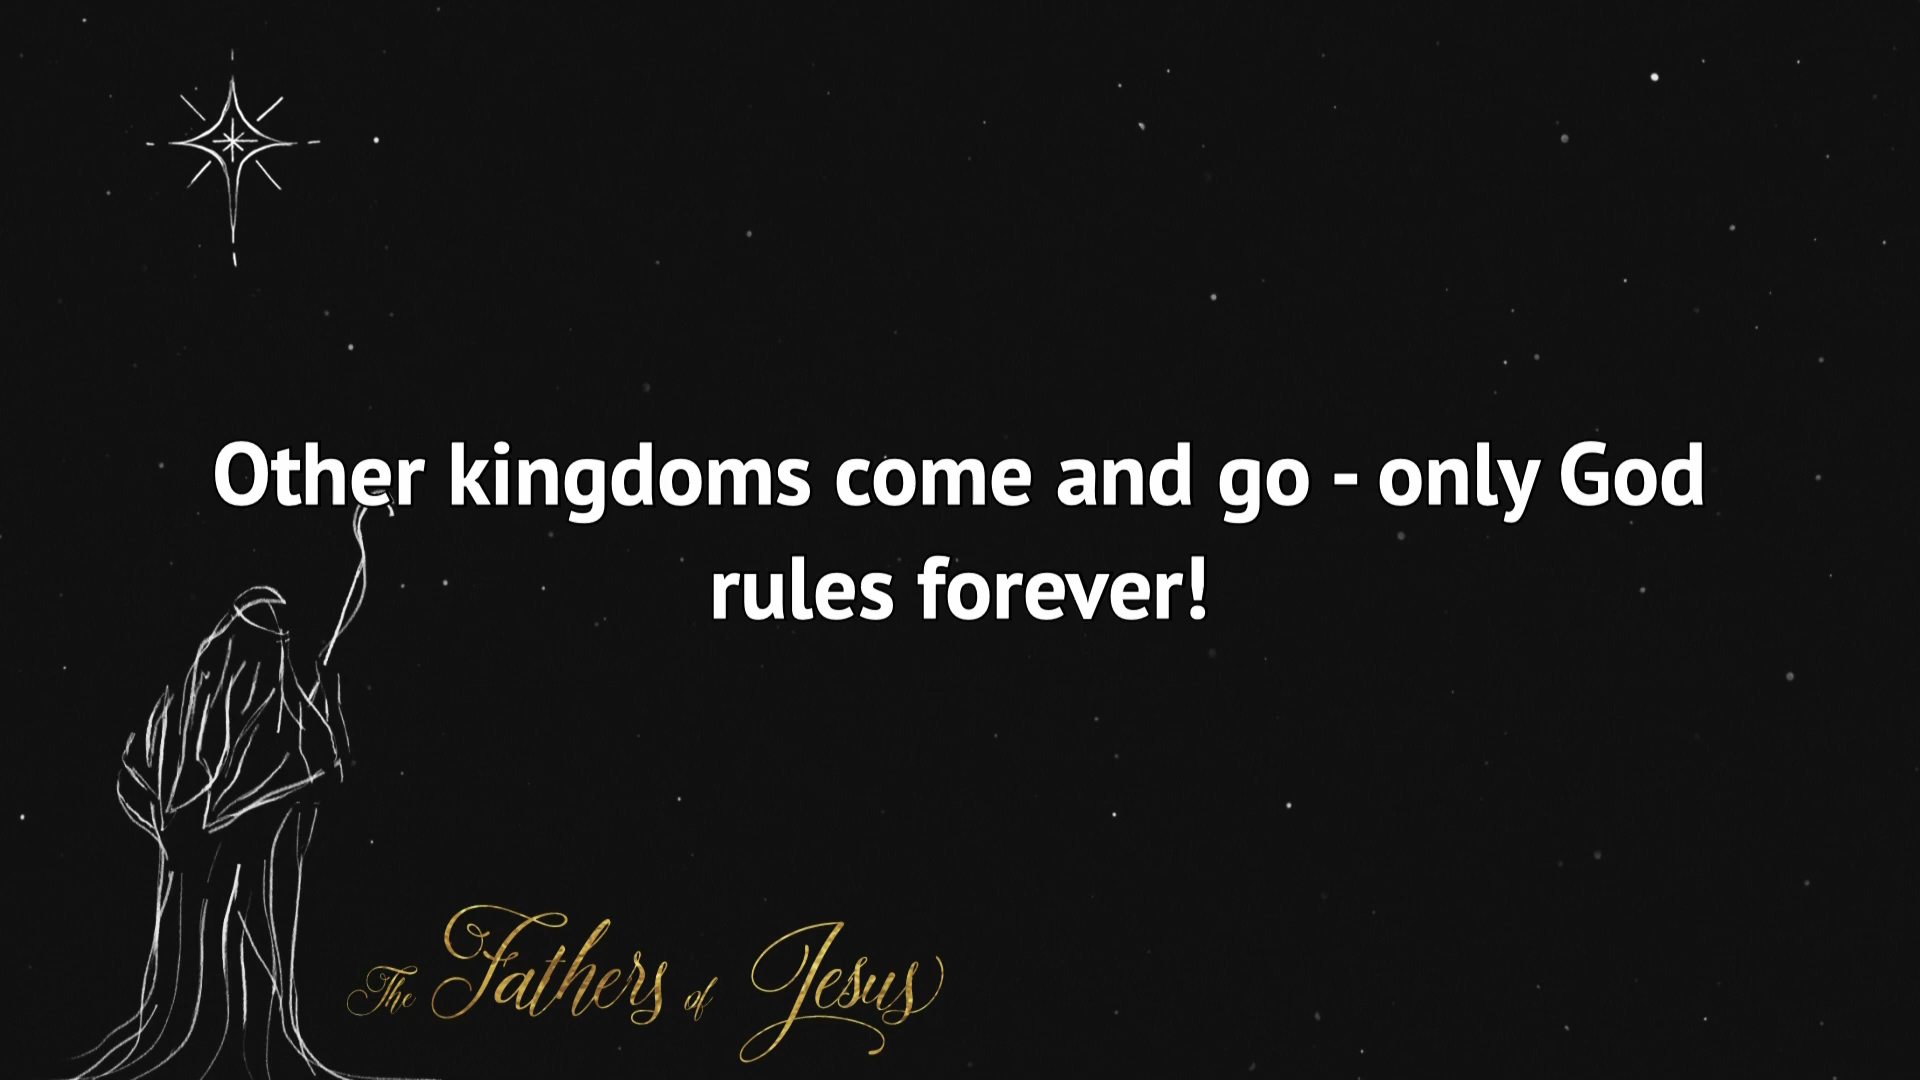 Other kingdoms come and go - only God
rules forever!
The Fathers of Jesus